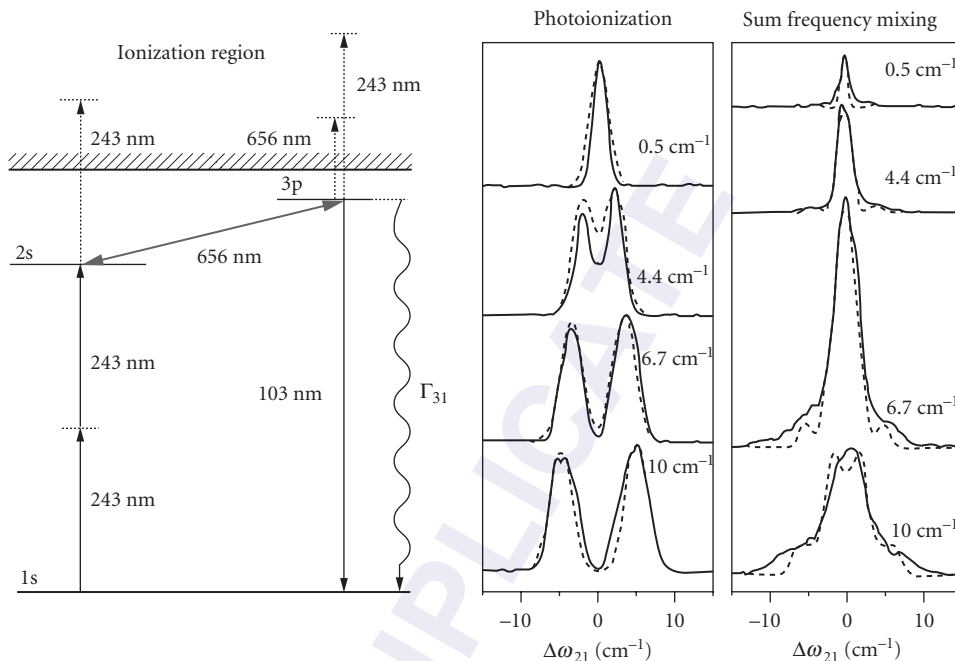 Ionization region
243 nm
243 nm
656 nm
3p
2s
656 nm
243 nm
103 nm
Γ31
243 nm
1s
Photoionization
0.5 cm⁻¹
4.4 cm⁻¹
6.7 cm⁻¹
10 cm⁻¹
−10 0 10
Δω21 (cm⁻¹)
Sum frequency mixing
0.5 cm⁻¹
4.4 cm⁻¹
6.7 cm⁻¹
10 cm⁻¹
−10 0 10
Δω21 (cm⁻¹)
PLICATE